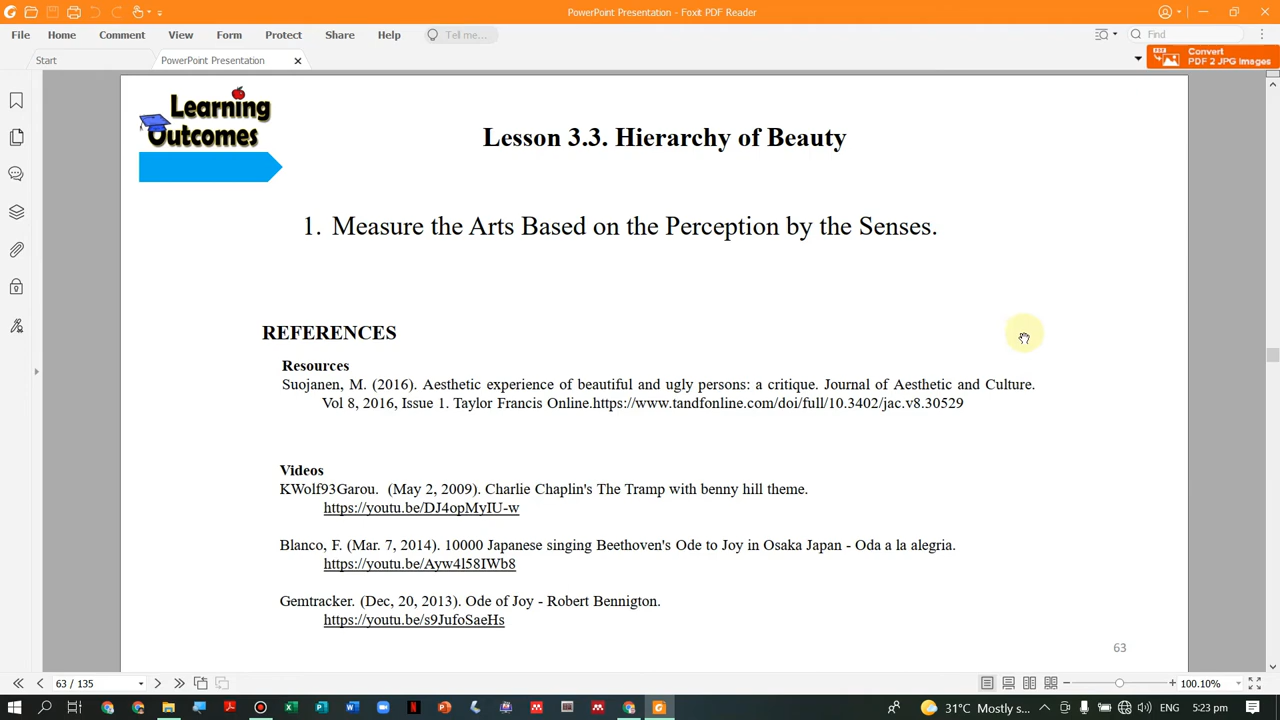 PowerPoint Presentation - Foxit PDF Reader
File Home Comment View Form Protect Share Help Tell me... Find
Start PowerPoint Presentation
Convert
PDF 2 JPG Images
Learning
Outcomes
Lesson 3.3. Hierarchy of Beauty
1. Measure the Arts Based on the Perception by the Senses.
REFERENCES
Resources
Suojanen, M. (2016). Aesthetic experience of beautiful and ugly persons: a critique. Journal of Aesthetic and Culture.
Vol 8, 2016, Issue 1. Taylor Francis Online.https://www.tandfonline.com/doi/full/10.3402/jac.v8.30529
Videos
KWolf93Garou. (May 2, 2009). Charlie Chaplin's The Tramp with benny hill theme.
https://youtu.be/DJ4opMyIU-w
Blanco, F. (Mar. 7, 2014). 10000 Japanese singing Beethoven's Ode to Joy in Osaka Japan - Oda a la alegria.
https://youtu.be/Ayw4l58IWb8
Gemtracker. (Dec, 20, 2013). Ode of Joy - Robert Bennigton.
https://youtu.be/s9JufoSaeHs
63
63 / 135
100.10%
31°C Mostly s... ENG 5:23 pm